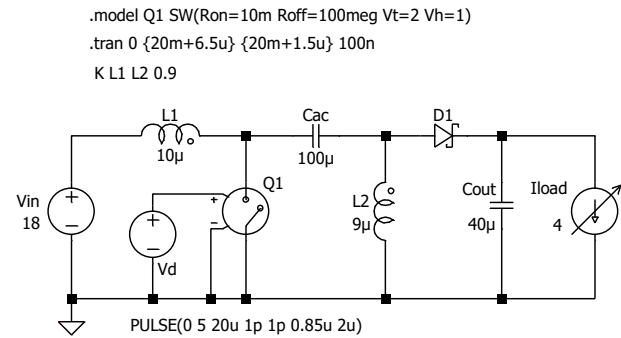 .model Q1 SW(Ron=10m Roff=100meg Vt=2 Vh=1)
.tran 0 {20m+6.5u} {20m+1.5u} 100n
K L1 L2 0.9
L1
10µ
Cac
100µ
D1
Q1
Vin
18
Vd
L2
9µ
Cout
40µ
Iload
4
PULSE(0 5 20u 1p 1p 0.85u 2u)